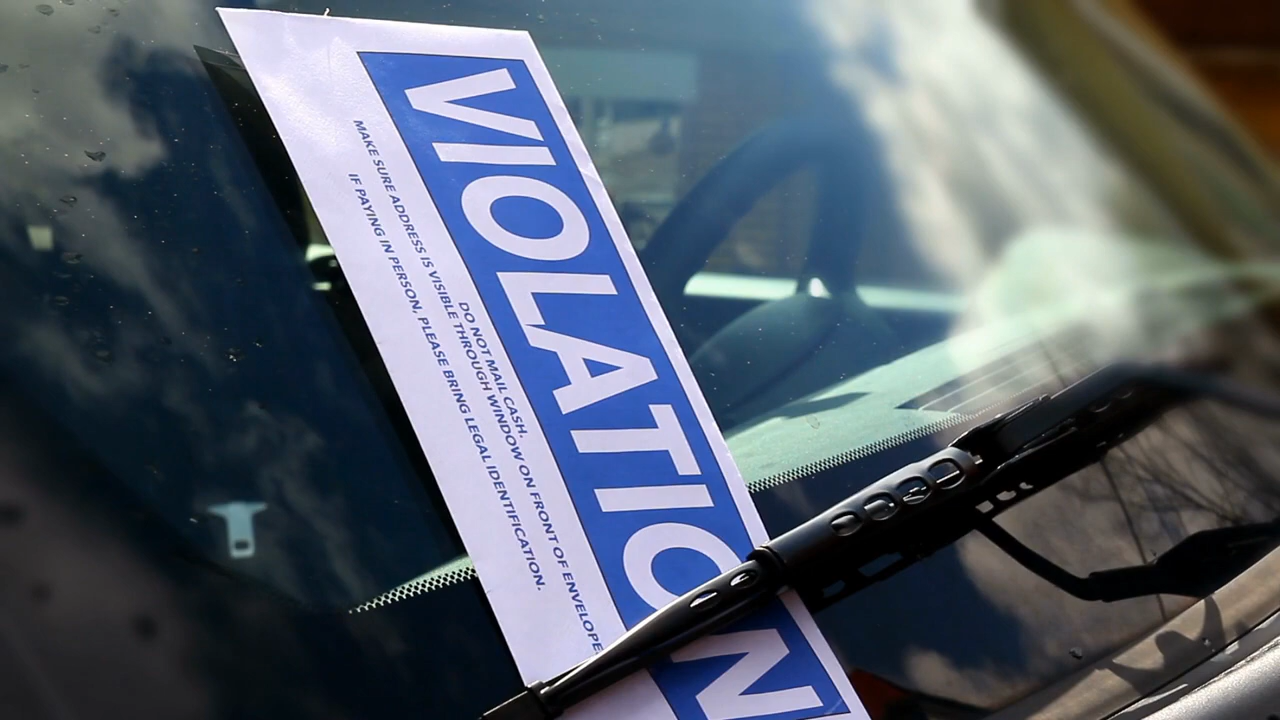 VIOLATION
DO NOT MAIL CASH.
MAKE SURE ADDRESS IS VISIBLE THROUGH WINDOW ON FRONT OF ENVELOPE
IF PAYING IN PERSON, PLEASE BRING LEGAL IDENTIFICATION.